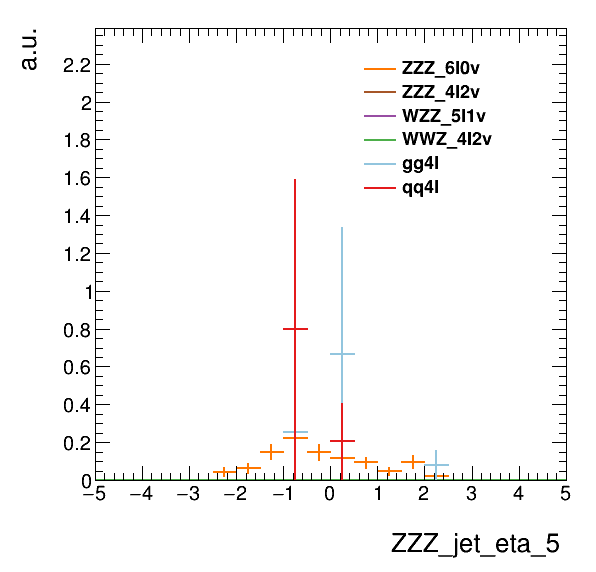 a.u.
2.2
2
1.8
1.6
1.4
1.2
1
0.8
0.6
0.4
0.2
0
ZZZ_6l0v
ZZZ_4l2v
WZZ_5l1v
WWZ_4l2v
gg4l
qq4l
−5 −4 −3 −2 −1 0 1 2 3 4 5
ZZZ_jet_eta_5